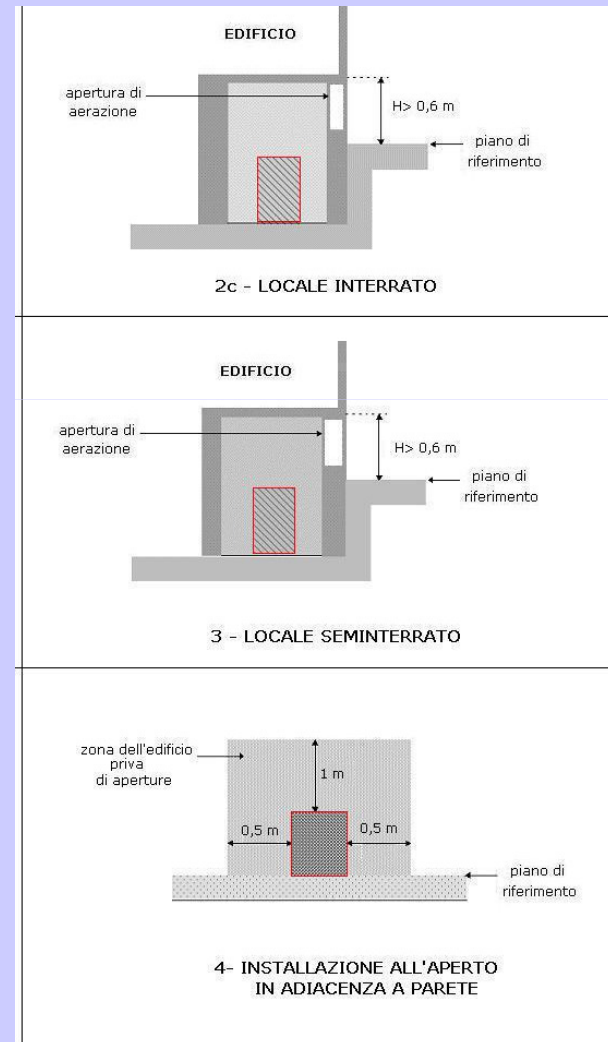 EDIFICIO
apertura di
aerazione
H> 0,6 m
piano di
riferimento
2c - LOCALE INTERRATO
EDIFICIO
apertura di
aerazione
H> 0,6 m
piano di
riferimento
3 - LOCALE SEMINTERRATO
zona dell'edificio
priva
di aperture
1 m
0,5 m
0,5 m
piano di
riferimento
4- INSTALLAZIONE ALL'APERTO
IN ADIACENZA A PARETE